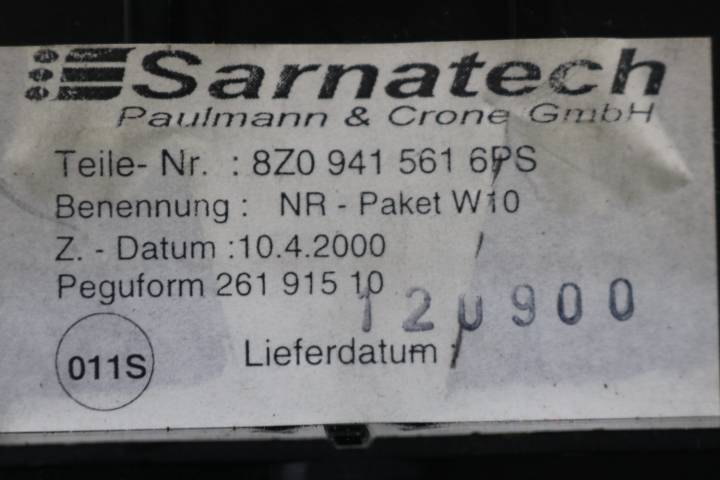 Sarnatech
Paulmann & Crone GmbH
Teile- Nr. : 8Z0 941 561 6PS
Benennung : NR - Paket W10
Z. - Datum :10.4.2000
Peguform 261 915 10
120900
011S
Lieferdatum :